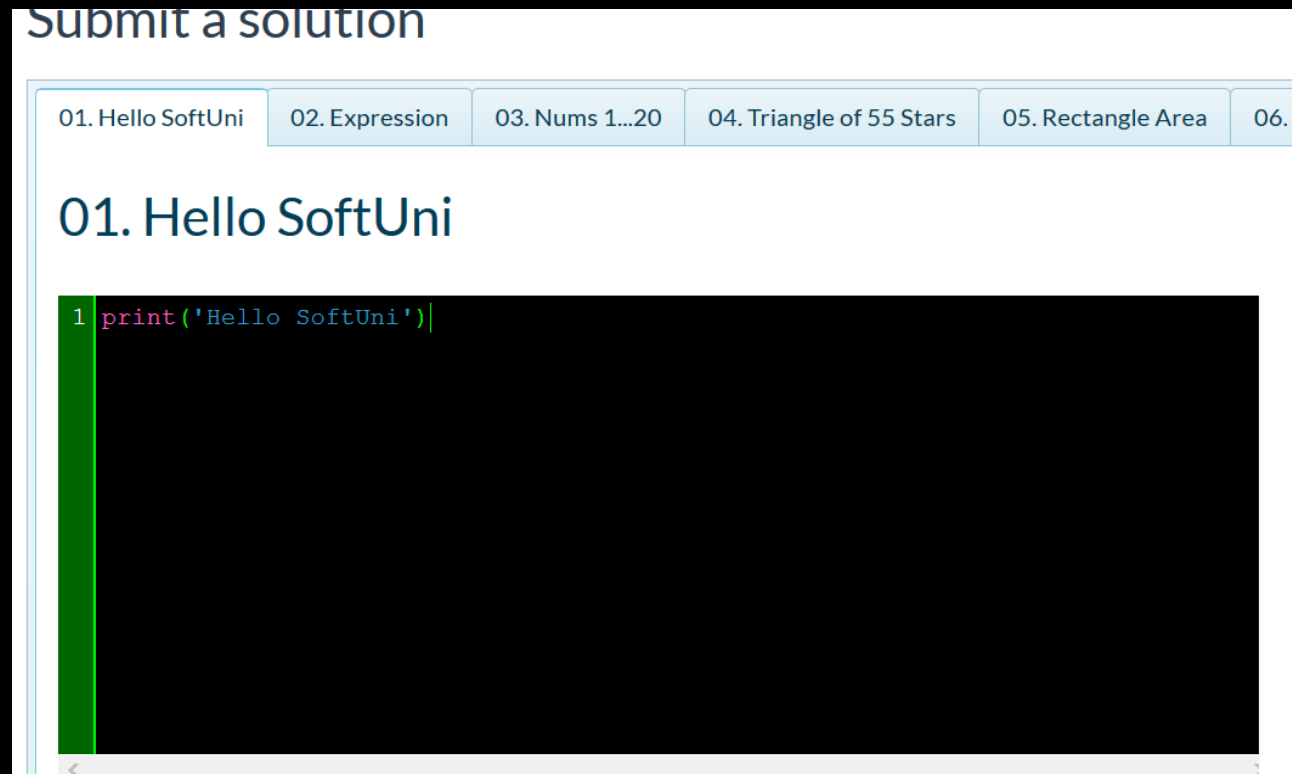 Submit a solution
01. Hello SoftUni
02. Expression
03. Nums 1...20
04. Triangle of 55 Stars
05. Rectangle Area
06.
01. Hello SoftUni
1 print('Hello SoftUni')